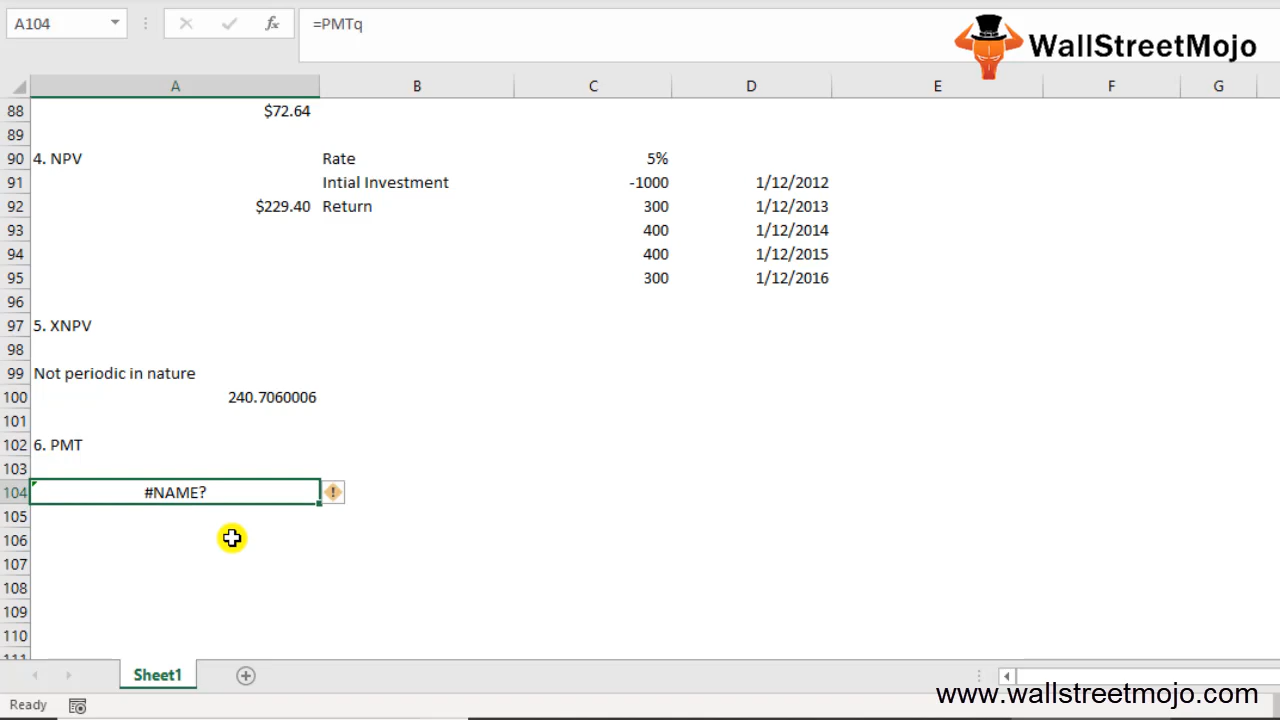 A104 fx =PMTq
WallStreetMojo
A B C D E F G
88 $72.64
89
90 4. NPV Rate 5%
91 Intial Investment -1000 1/12/2012
92 $229.40 Return 300 1/12/2013
93 400 1/12/2014
94 400 1/12/2015
95 300 1/12/2016
96
97 5. XNPV
98
99 Not periodic in nature
100 240.7060006
101
102 6. PMT
103
104 #NAME? !
105
106
107
108
109
110
111
Sheet1
www.wallstreetmojo.com
Ready